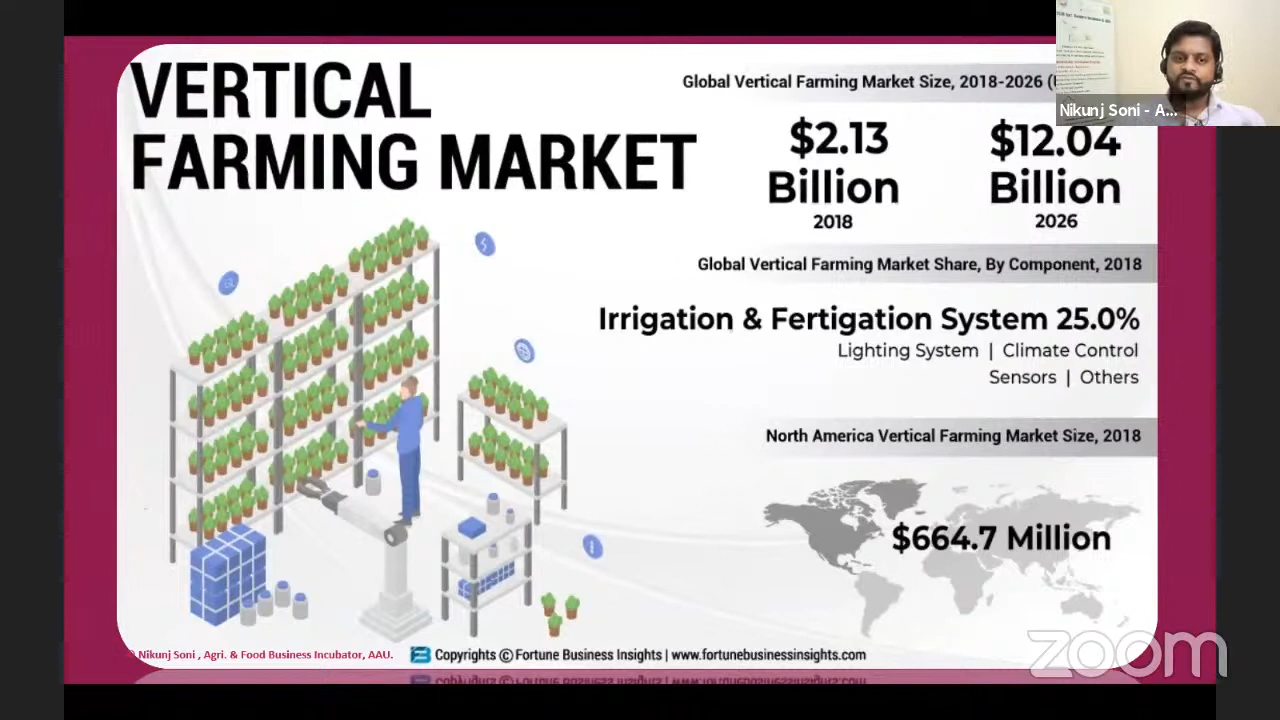 VERTICAL
FARMING MARKET
Global Vertical Farming Market Size, 2018-2026
$2.13
Billion
2018
$12.04
Billion
2026
Global Vertical Farming Market Share, By Component, 2018
Irrigation & Fertigation System 25.0%
Lighting System | Climate Control
Sensors | Others
North America Vertical Farming Market Size, 2018
$664.7 Million
Nikunj Soni - A...
Nikunj Soni , Agri. & Food Business Incubator, AAU.
Copyrights © Fortune Business Insights | www.fortunebusinessinsights.com
zoom